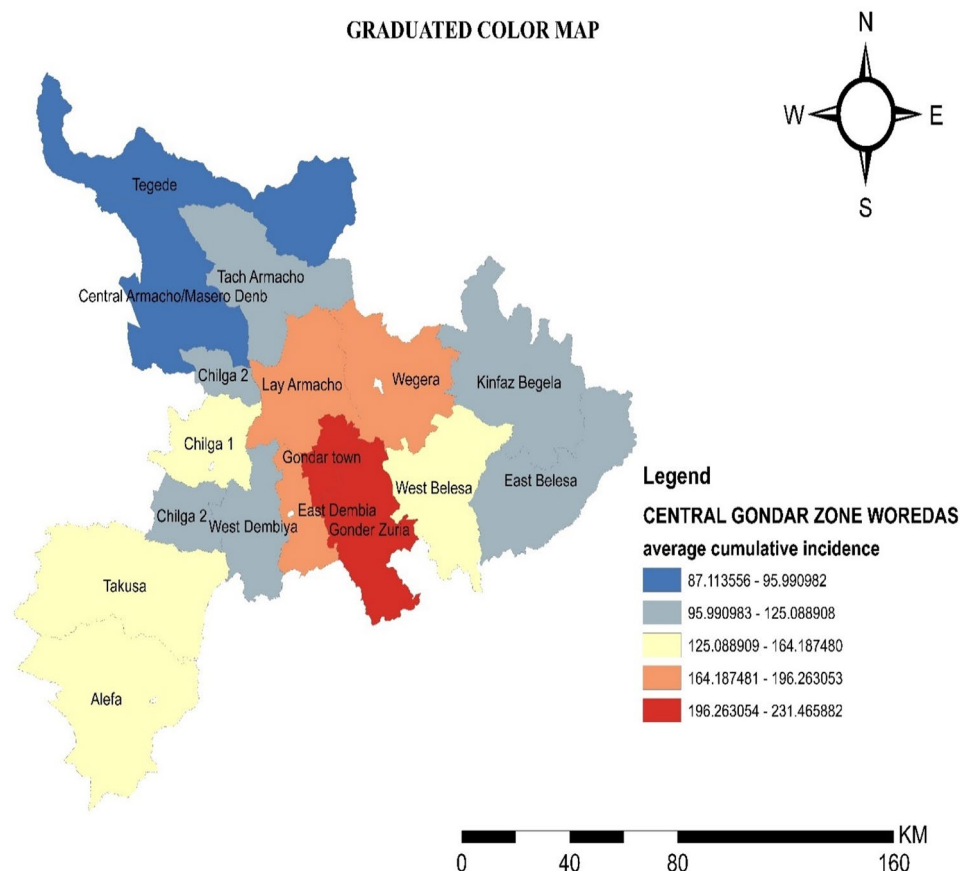 GRADUATED COLOR MAP
N
W
E
S
Tegede
Tach Armacho
Central Armacho/Masero Denb
Chilga 2
Lay Armacho
Wegera
Kinfaz Begela
Chilga 1
Gondar town
West Belesa
East Belesa
Chilga 2
West Dembiya
East Dembia
Gonder Zuria
Takusa
Alefa
Legend
CENTRAL GONDAR ZONE WOREDAS
average cumulative incidence
87.113556 - 95.990982
95.990983 - 125.088908
125.088909 - 164.187480
164.187481 - 196.263053
196.263054 - 231.465882
KM
0 40 80 160